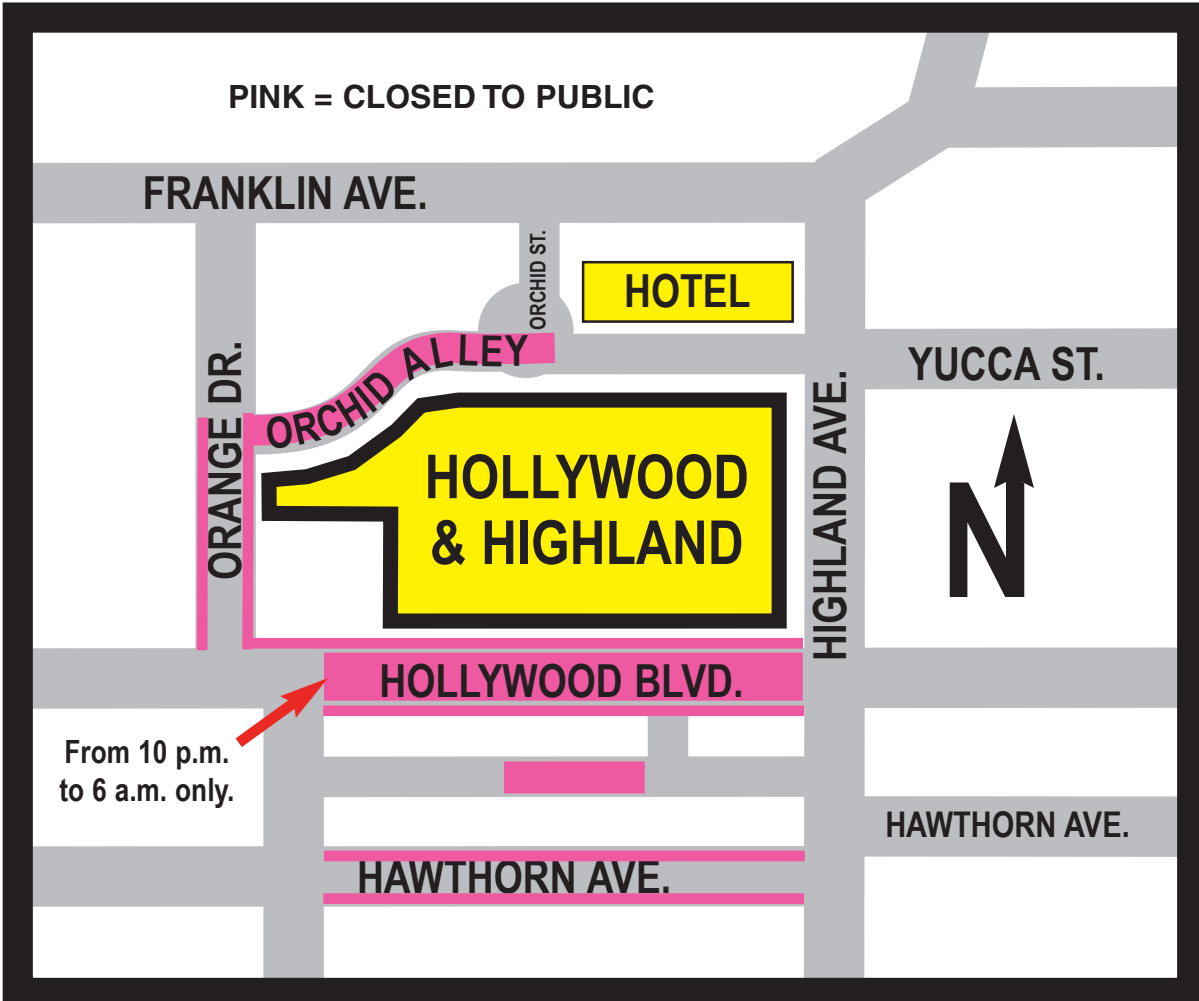 PINK = CLOSED TO PUBLIC
FRANKLIN AVE.
ORCHID ST.
HOTEL
ORCHID ALLEY
YUCCA ST.
ORANGE DR.
HOLLYWOOD
& HIGHLAND
HIGHLAND AVE.
N
HOLLYWOOD BLVD.
From 10 p.m.
to 6 a.m. only.
HAWTHORN AVE.
HAWTHORN AVE.